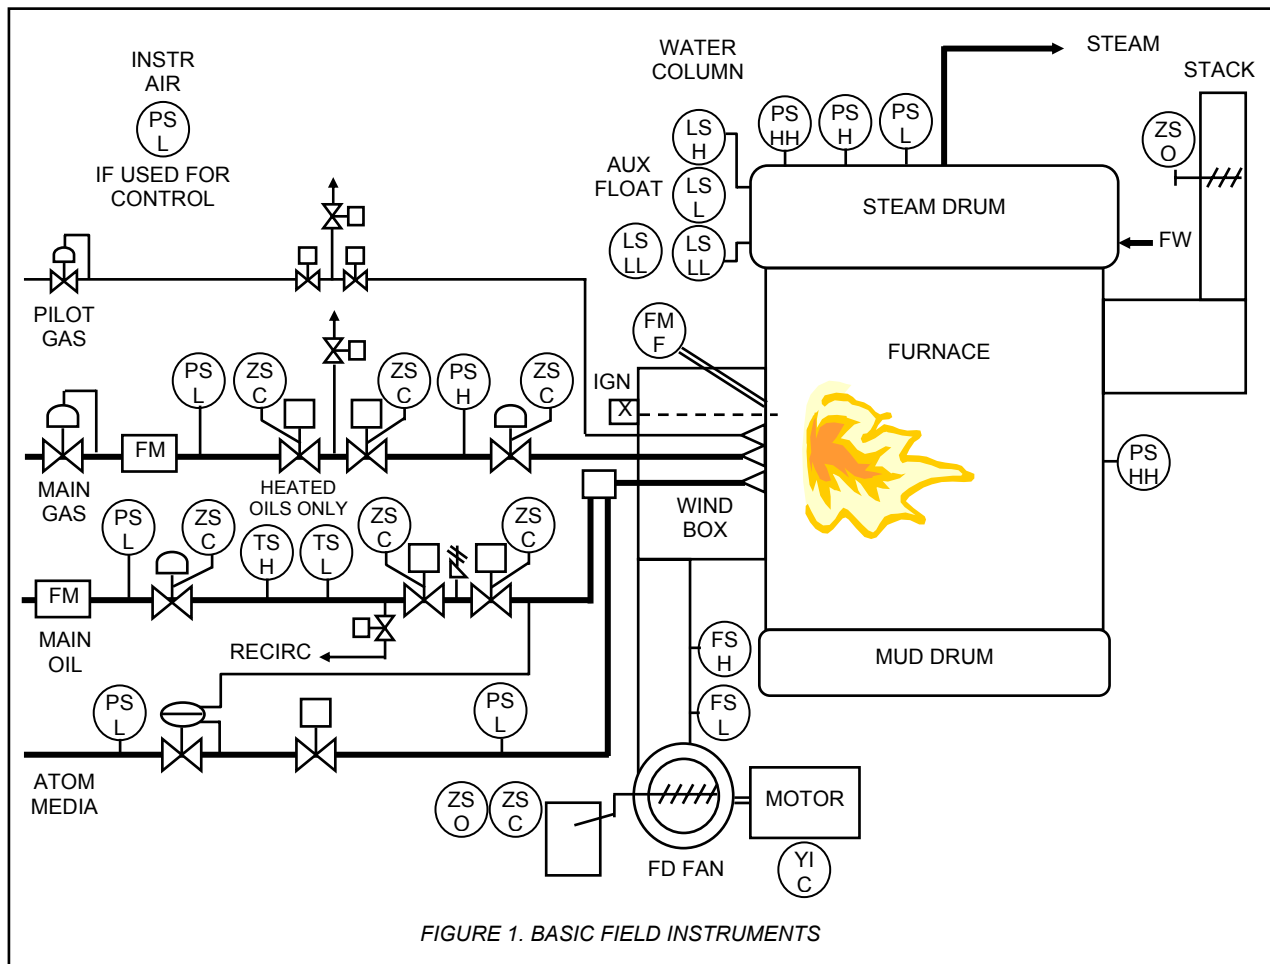 INSTR
AIR
PS
L
IF USED FOR
CONTROL
WATER
COLUMN
STEAM
STACK
PS
HH
PS
H
PS
L
LS
H
ZS
O
AUX
FLOAT
LS
L
STEAM DRUM
LS
LL
LS
LL
FW
PILOT
GAS
FM
F
FURNACE
PS
L
ZS
C
ZS
C
PS
H
ZS
C
IGN
X
FM
MAIN
GAS
HEATED
OILS ONLY
WIND
BOX
PS
HH
PS
L
ZS
C
TS
H
TS
L
ZS
C
ZS
C
FM
MAIN
OIL
RECIRC
FS
H
MUD DRUM
PS
L
PS
L
FS
L
ATOM
MEDIA
ZS
O
ZS
C
MOTOR
FD FAN
YI
C
FIGURE 1. BASIC FIELD INSTRUMENTS